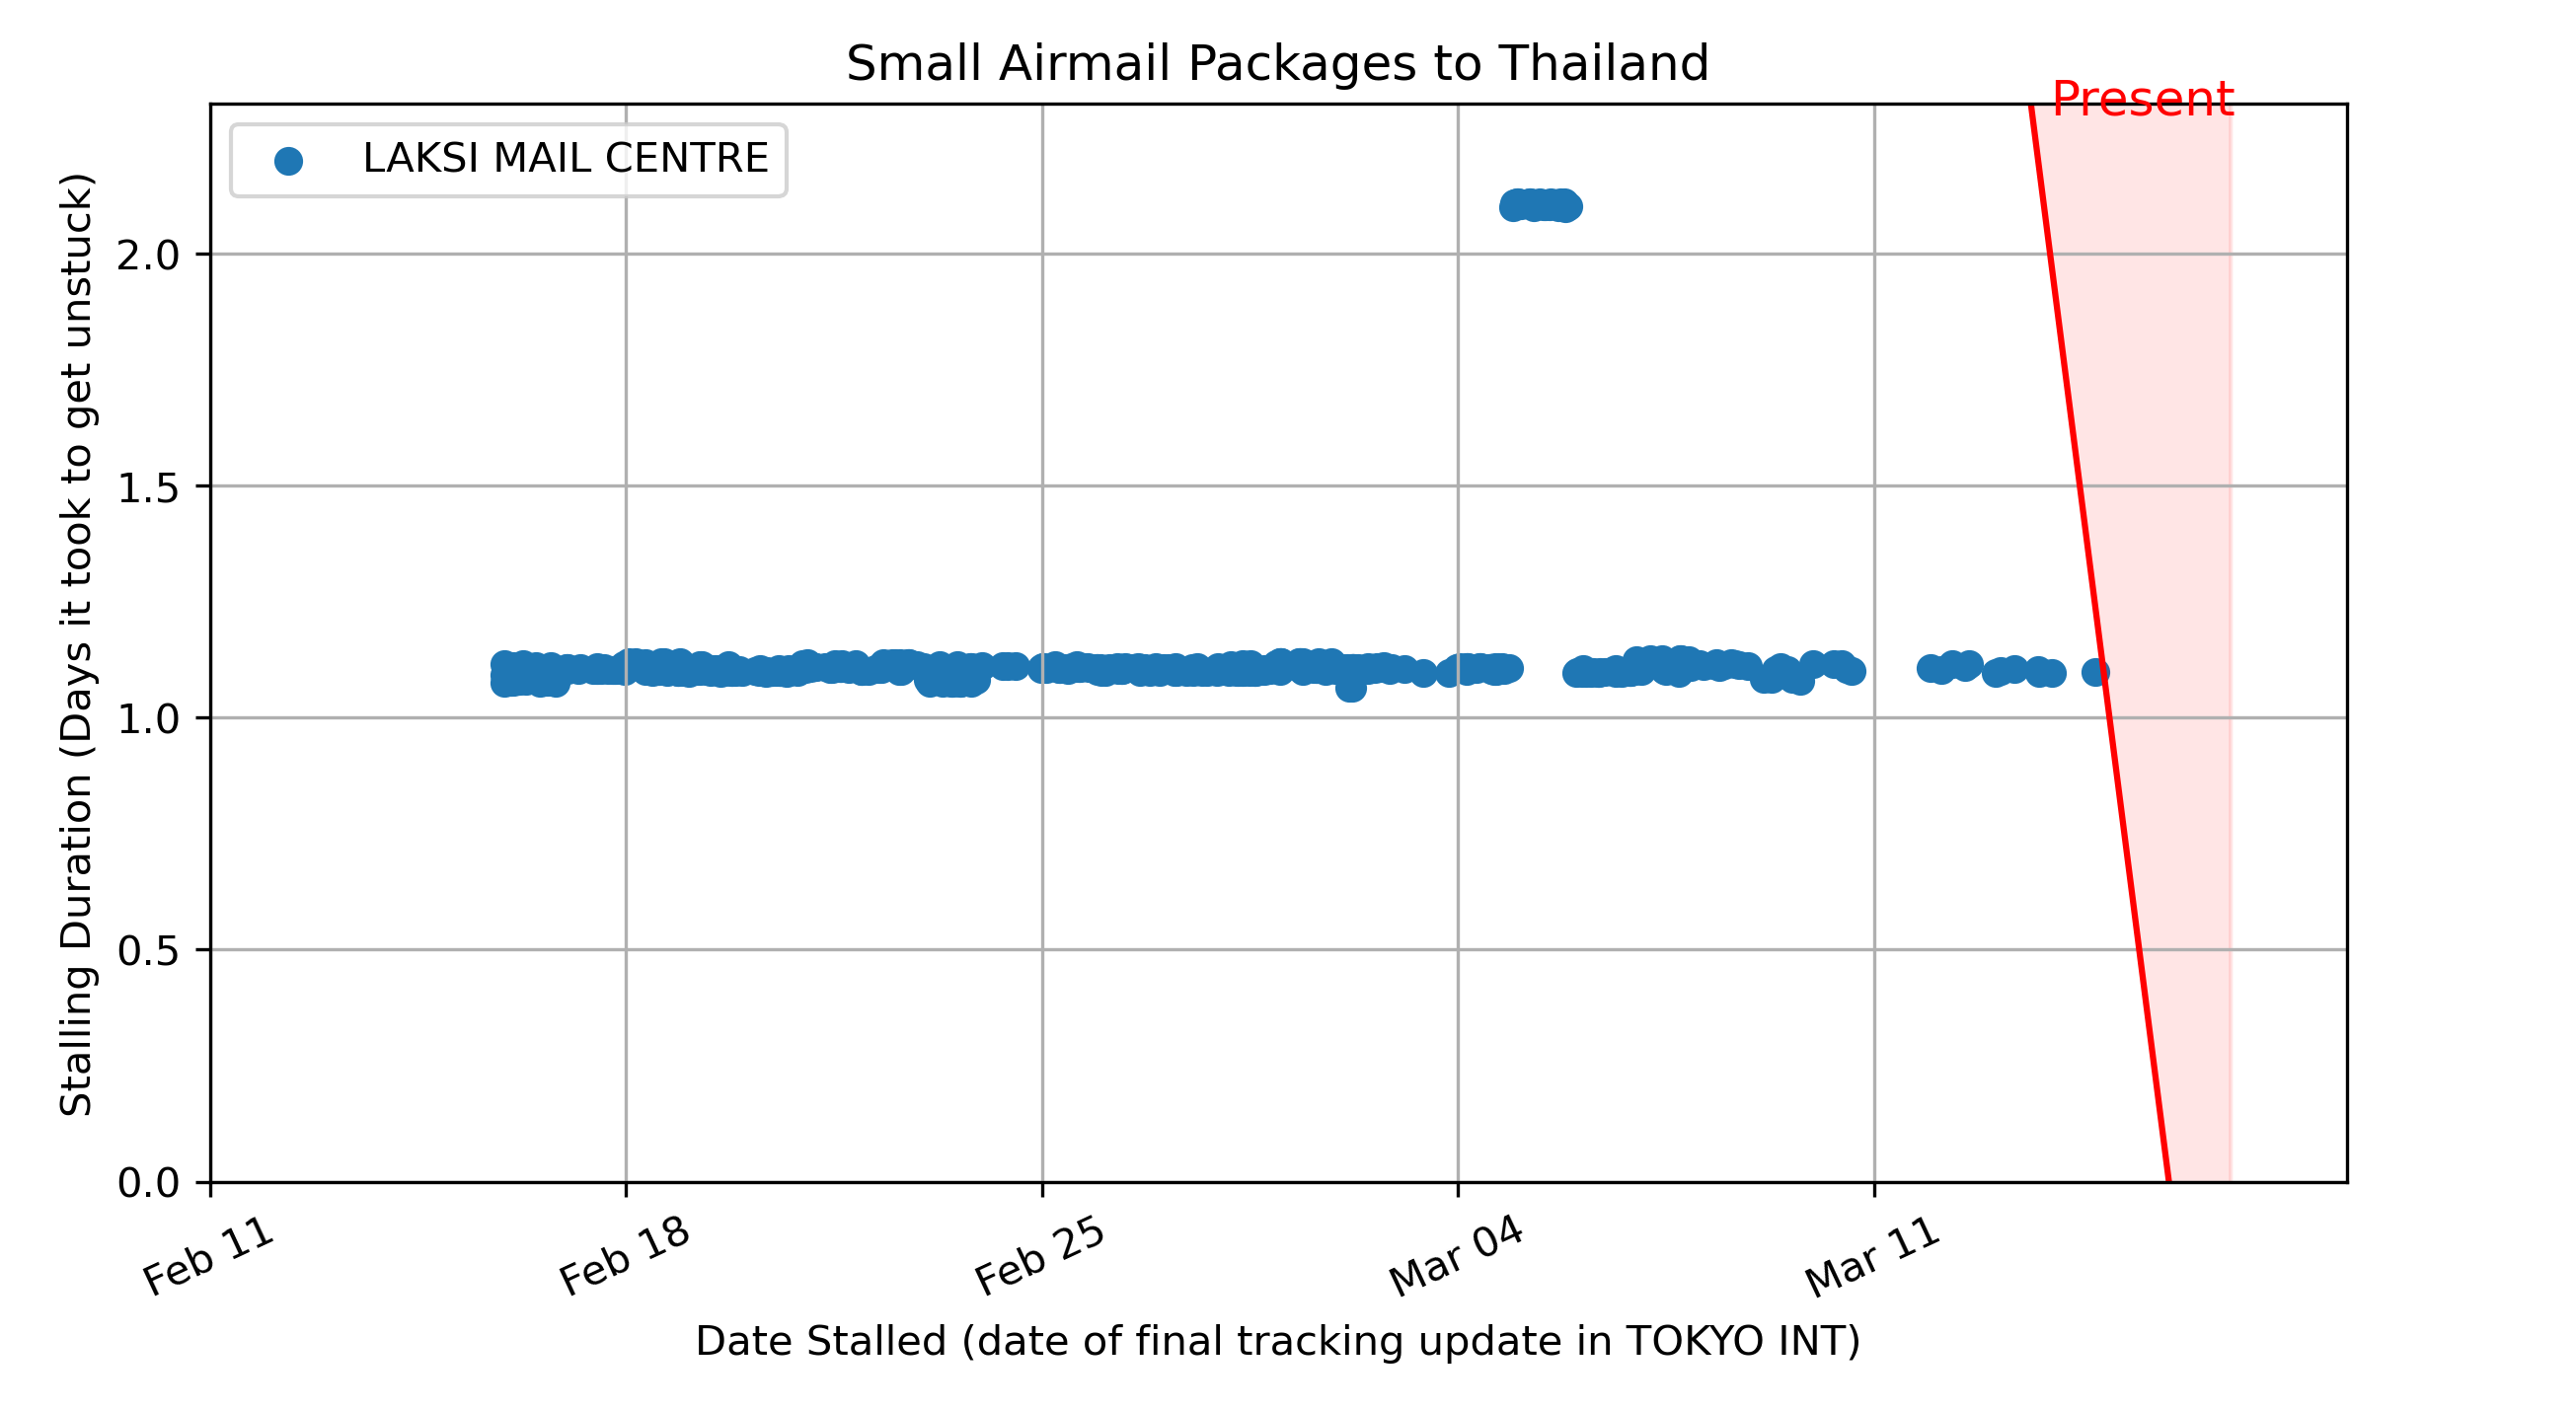 Small Airmail Packages to Thailand
Present
LAKSI MAIL CENTRE
Stalling Duration (Days it took to get unstuck)
2.0
1.5
1.0
0.5
0.0
Feb 11
Feb 18
Feb 25
Mar 04
Mar 11
Date Stalled (date of final tracking update in TOKYO INT)